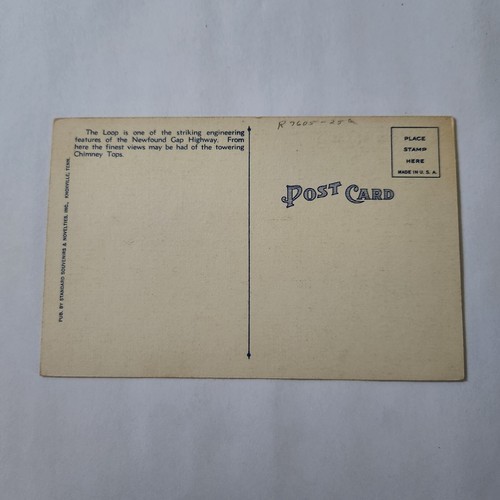 The Loop is one of the striking engineering
features of the Newfound Gap Highway. From
here the finest views may be had of the towering
Chimney Tops.
PUB. BY STANDARD SOUVENIRS & NOVELTIES, INC., KNOXVILLE, TENN.
POST CARD
PLACE
STAMP
HERE
MADE IN U. S. A.